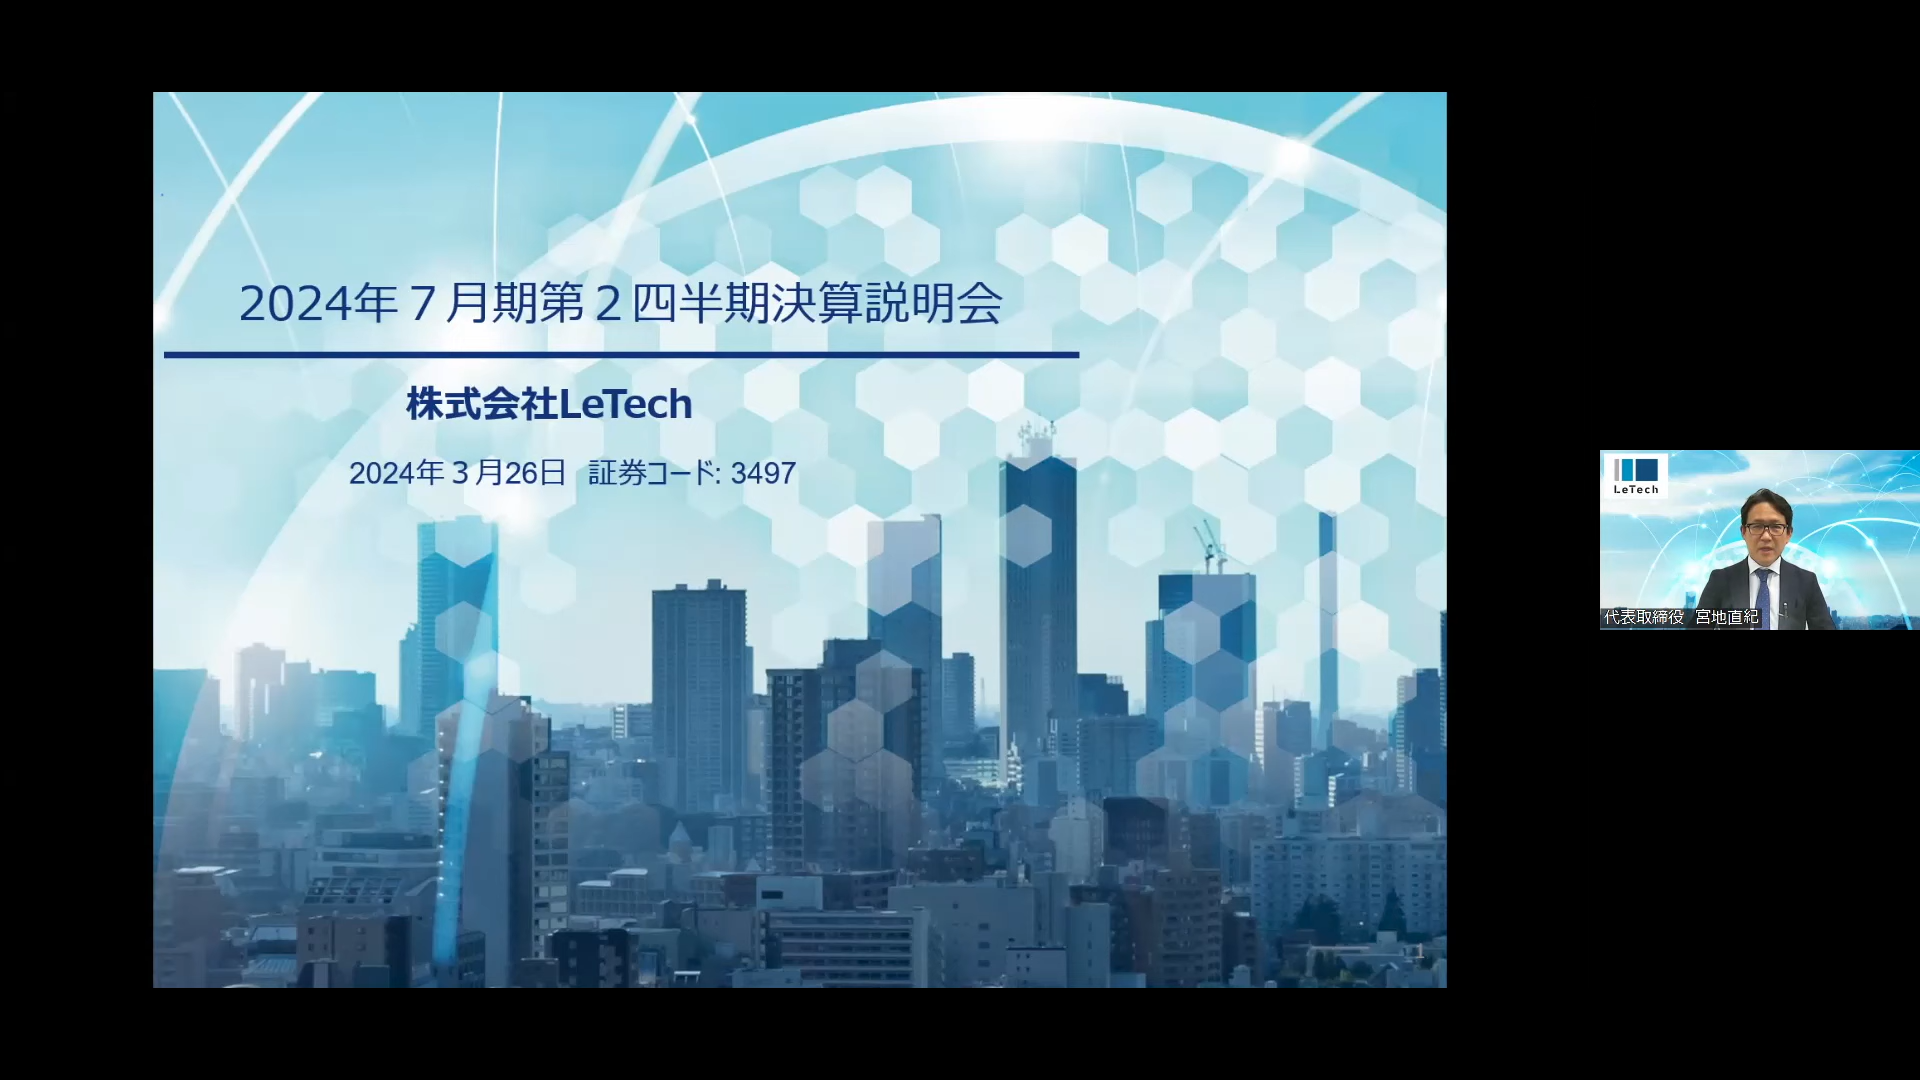 2024年７月期第２四半期決算説明会
株式会社LeTech
2024年３月26日 証券コード: 3497
1
LeTech
代表取締役 宮地直紀